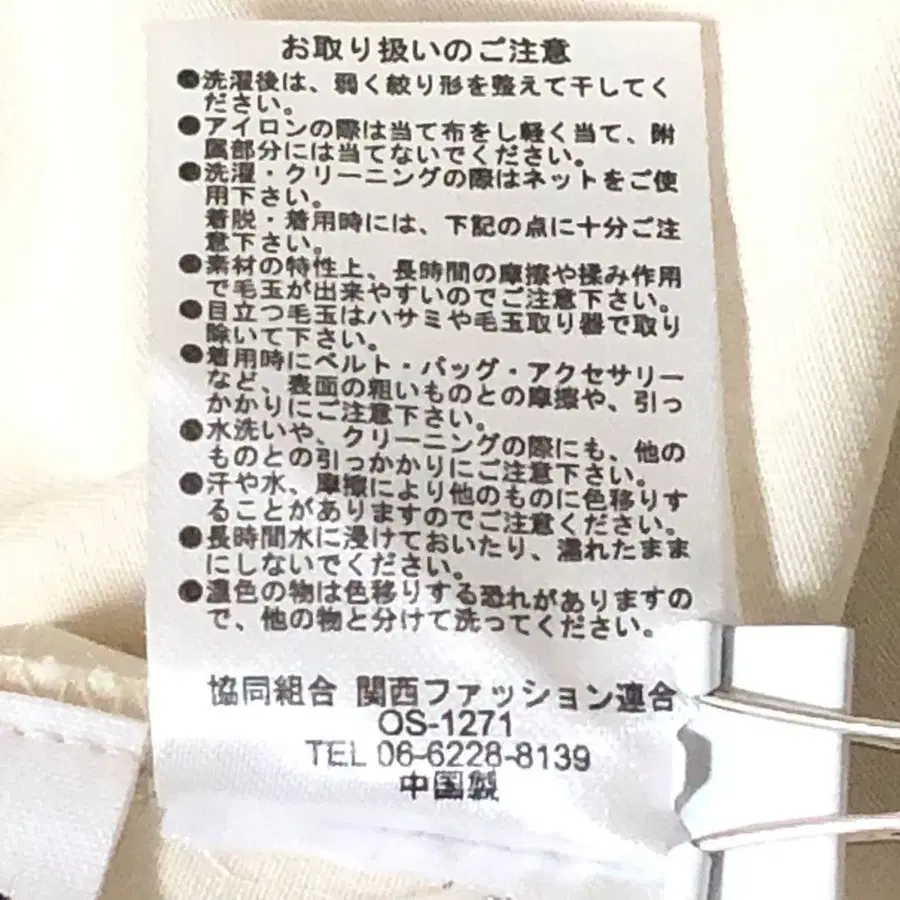 お取り扱いのご注意
●洗濯後は、弱く絞り形を整えて干してく
ださい。
●アイロンの際は当て布をし軽く当て、附
属部分には当てないでください。
●洗濯・クリーニングの際はネットをご使
用下さい。
着脱・着用時には、下記の点に十分ご注
意下さい。
●素材の特性上、長時間の摩擦や揉み作用
で毛玉が出来やすいのでご注意下さい。
●目立つ毛玉はハサミや毛玉取り器で取り
除いて下さい。
●着用時にベルト・バッグ・アクセサリー
など、表面の粗いものとの摩擦や、引っ
かかりにご注意下さい。
●水洗いや、クリーニングの際にも、他の
ものとの引っかかりにご注意下さい。
●汗や水、摩擦により他のものに色移りす
ることがありますのでご注意ください。
●長時間水に浸けておいたり、濡れたまま
にしないでください。
●濃色の物は色移りする恐れがありますの
で、他の物と分けて洗ってください。
協同組合 関西ファッション連合
OS-1271
TEL 06-6228-8139
中国製